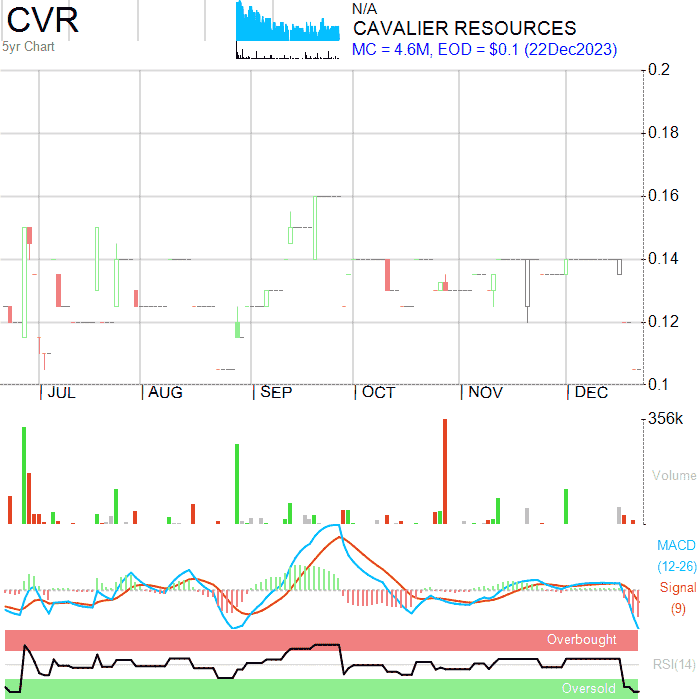 CVR
5yr Chart
N/A
CAVALIER RESOURCES
MC = 4.6M, EOD = $0.1 (22Dec2023)
0.2
0.18
0.16
0.14
0.12
0.1
JUL AUG SEP OCT NOV DEC
356k
Volume
MACD
(12-26)
Signal
(9)
Overbought
RSI(14)
Oversold